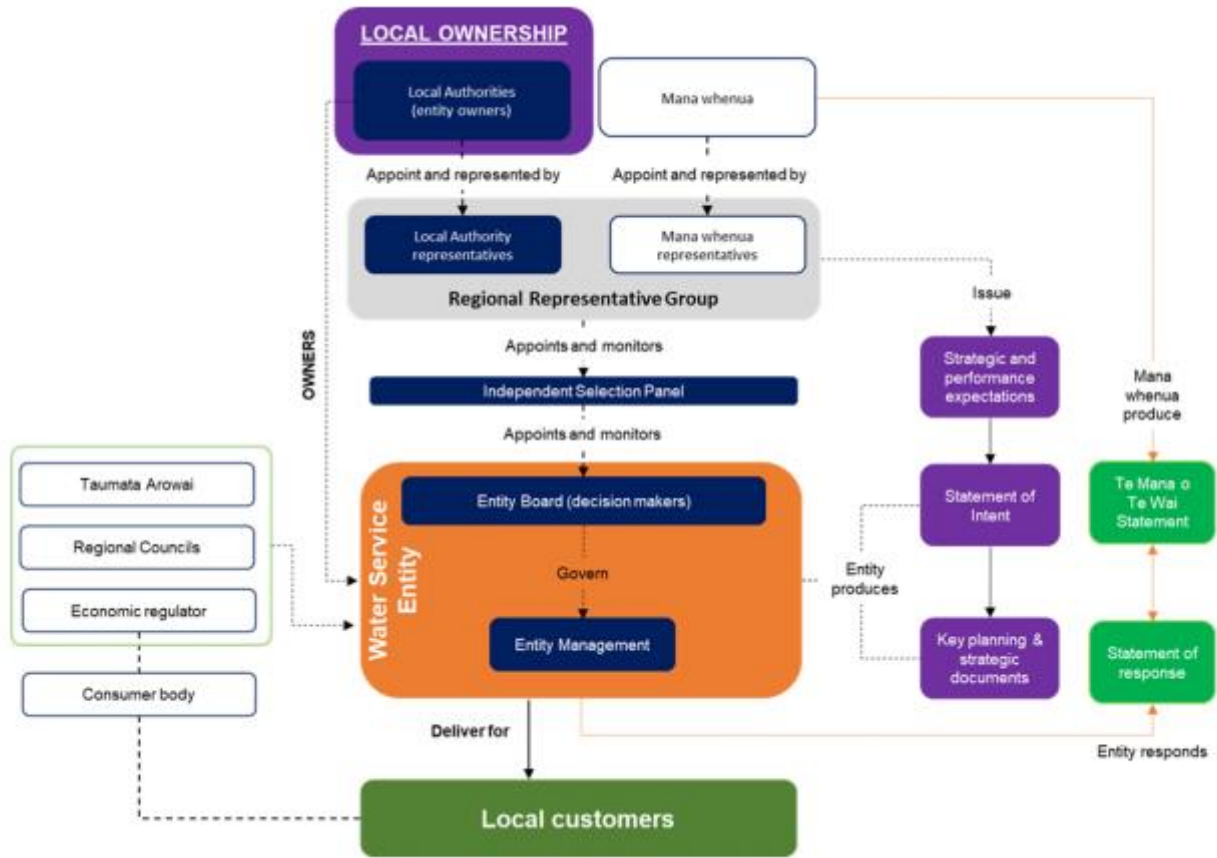 LOCAL OWNERSHIP
Local Authorities
(entity owners)
Mana whenua
Appoint and represented by
Appoint and represented by
Local Authority
representatives
Mana whenua
representatives
Regional Representative Group
Issue
OWNERS
Appoints and monitors
Strategic and
performance
expectations
Mana
whenua
produce
Independent Selection Panel
Appoints and monitors
Taumata Arowai
Regional Councils
Economic regulator
Consumer body
Water Service
Entity
Entity Board (decision makers)
Govern
Entity Management
Statement of
Intent
Entity
produces
Key planning &
strategic
documents
Te Mana o
Te Wai
Statement
Statement of
response
Deliver for
Entity responds
Local customers